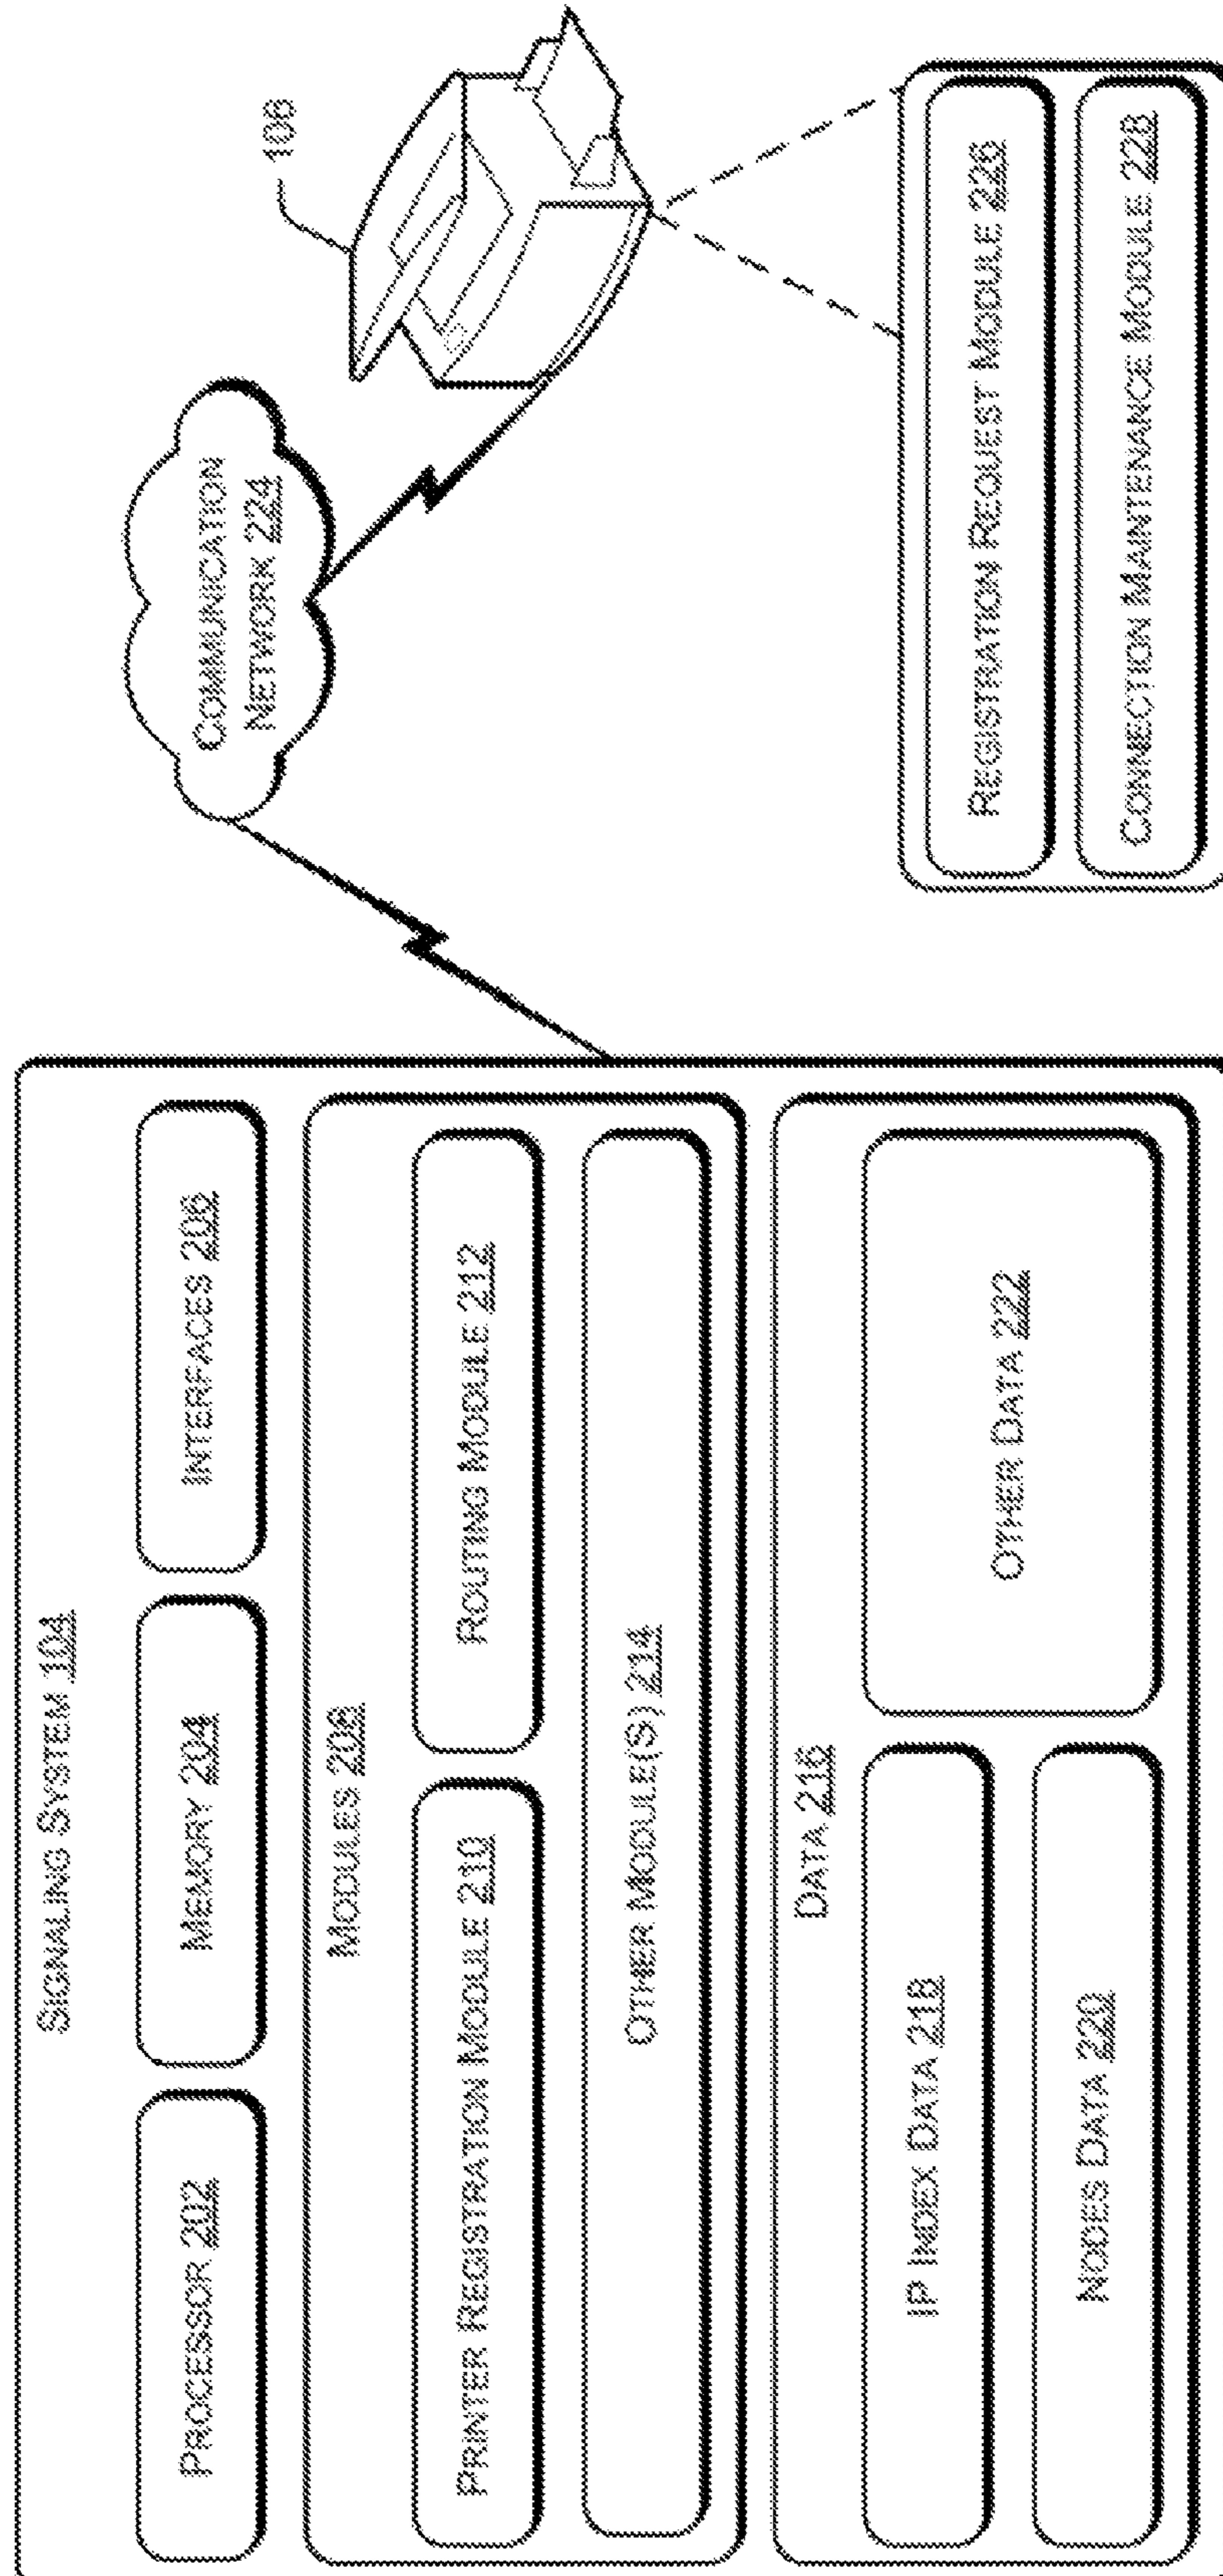 SIGNALING SYSTEM 104
PROCESSOR 202
MEMORY 204
INTERFACES 206
MODULES 208
PRINTER REGISTRATION MODULE 210
ROUTING MODULE 212
OTHER MODULE(S) 214
DATA 216
IP INDEX DATA 218
NODES DATA 220
OTHER DATA 222
COMMUNICATION
NETWORK 224
106
REGISTRATION REQUEST MODULE 226
CONNECTION MAINTENANCE MODULE 228